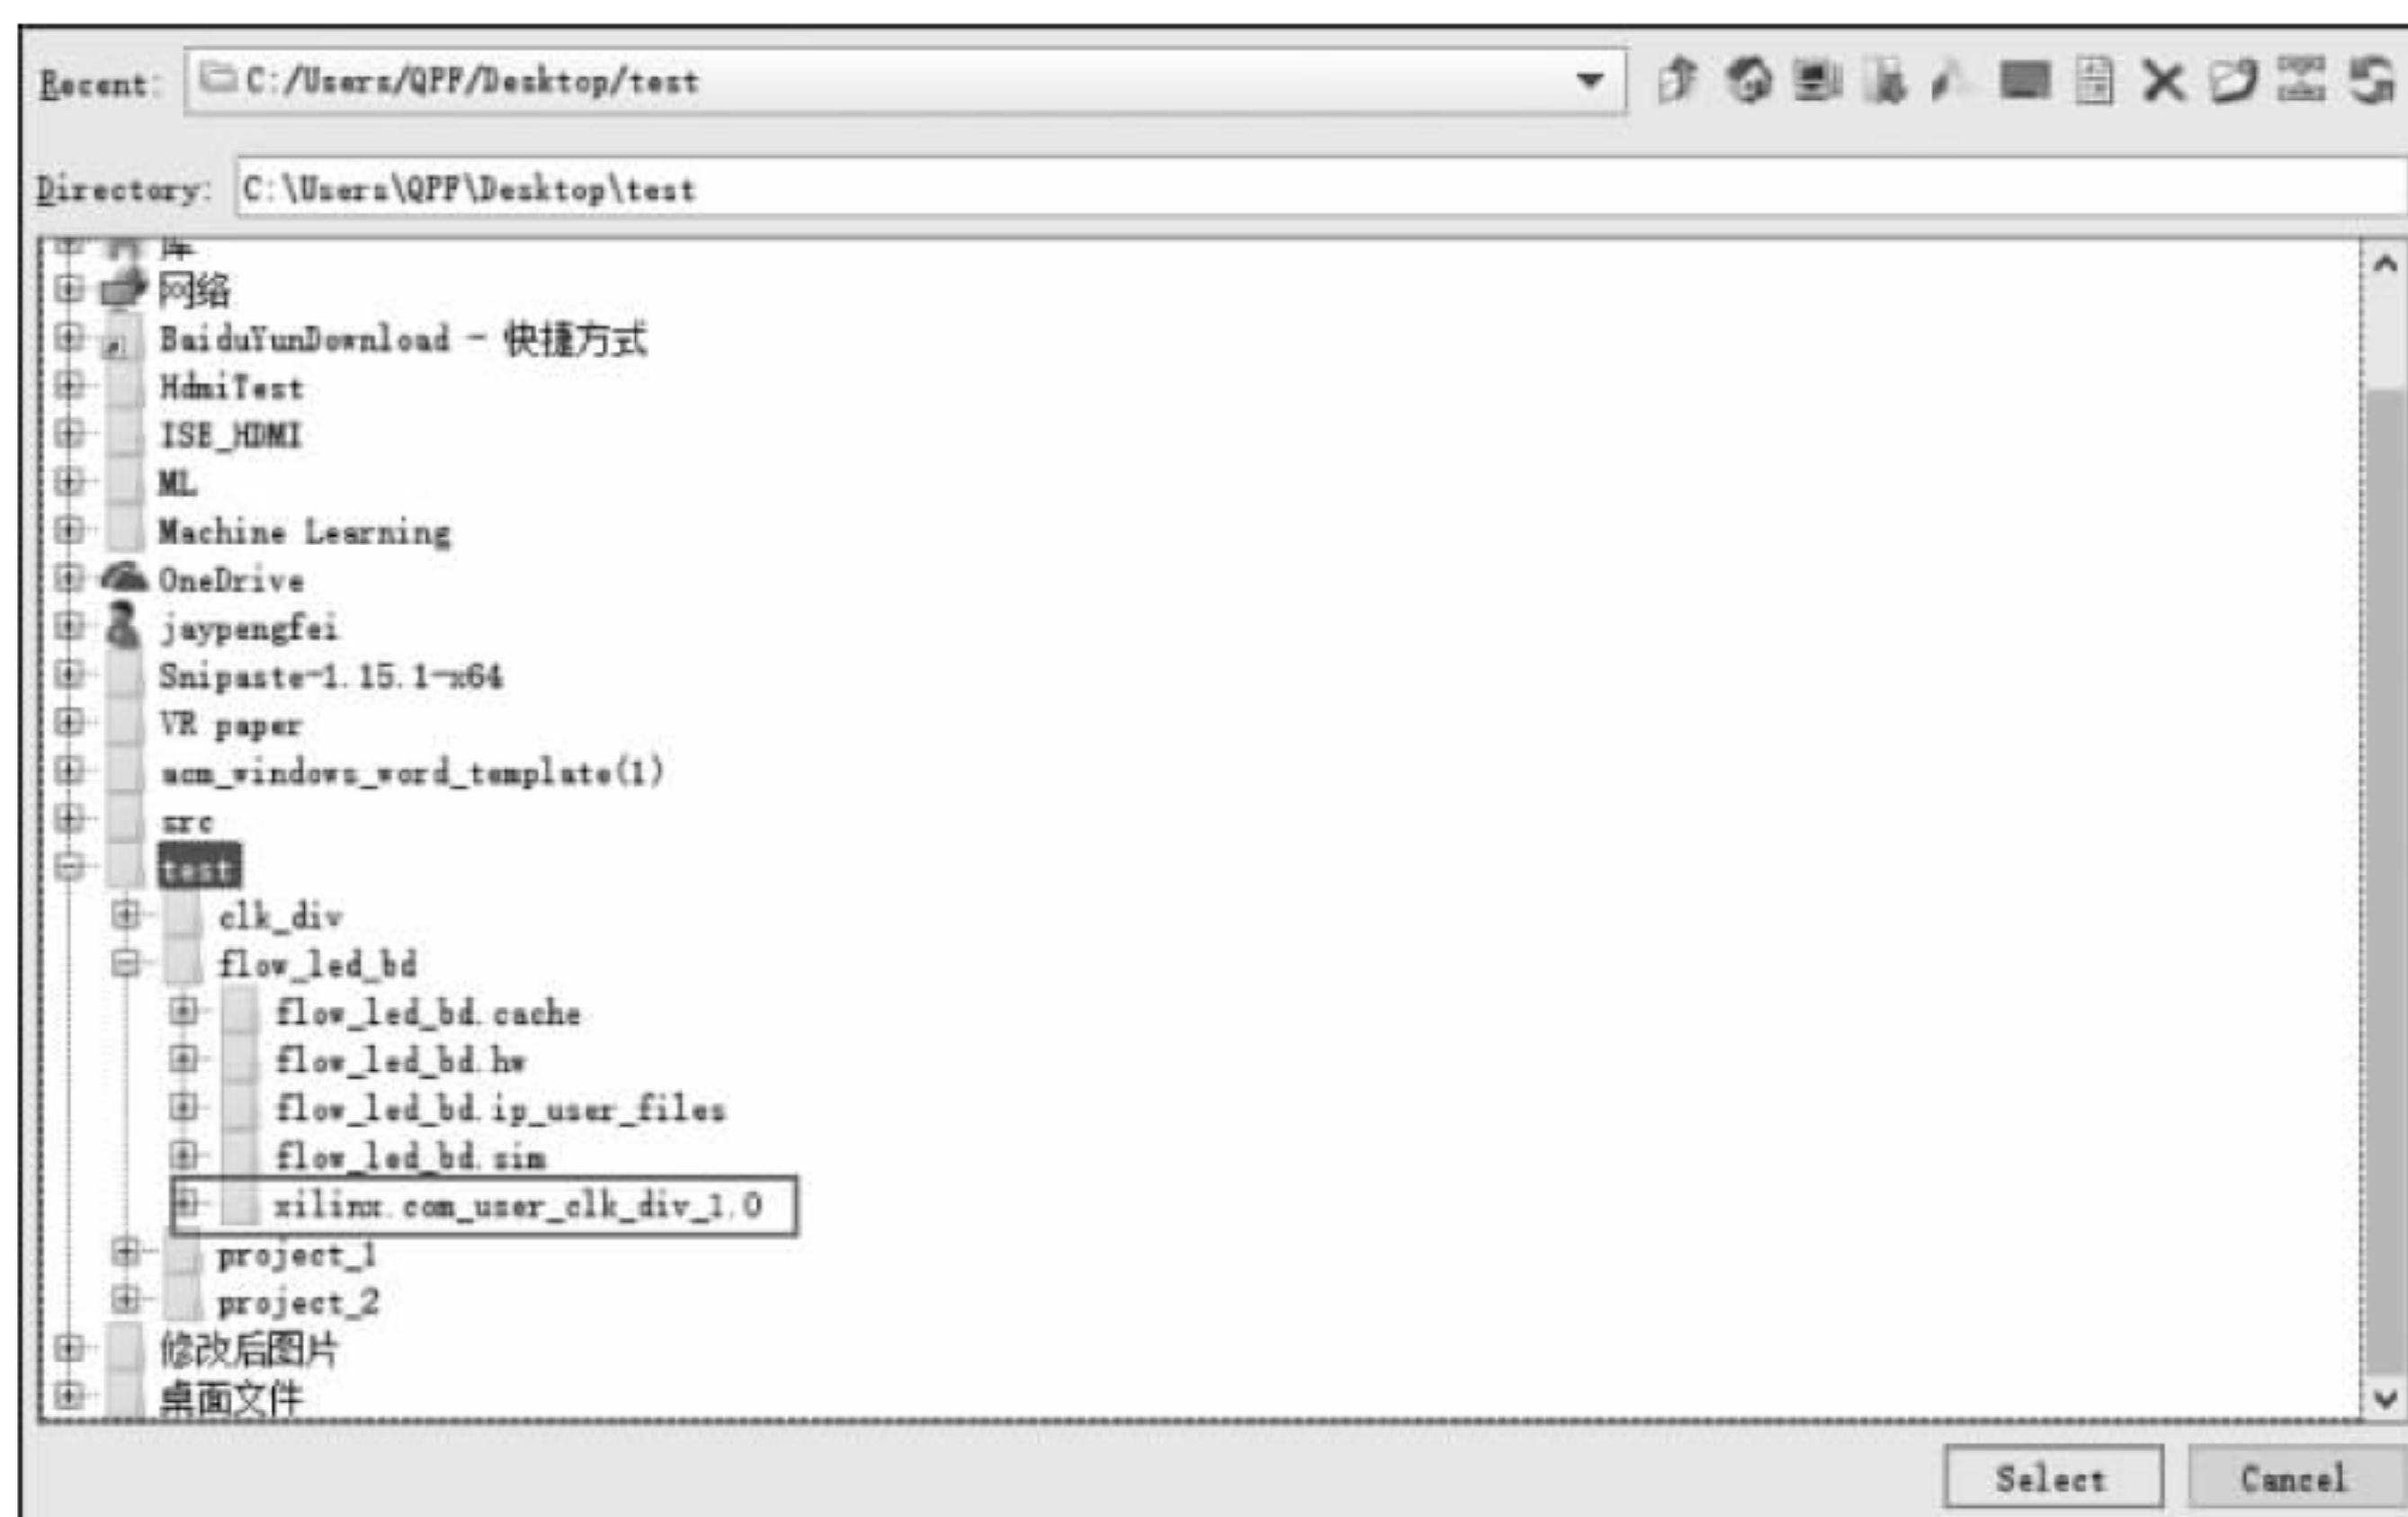 Recent: C:/Users/QPF/Desktop/test
Directory: C:\Users\QPF\Desktop\test
库
网络
BaiduYunDownload - 快捷方式
HdmiTest
ISE_HDMI
ML
Machine Learning
OneDrive
jaypengfei
Snipaste-1.15.1-x64
VR paper
acm_windows_word_template(1)
src
test
clk_div
flow_led_bd
flow_led_bd.cache
flow_led_bd.hw
flow_led_bd.ip_user_files
flow_led_bd.sim
xilinx.com_user_clk_div_1.0
project_1
project_2
修改后图片
桌面文件
Select Cancel